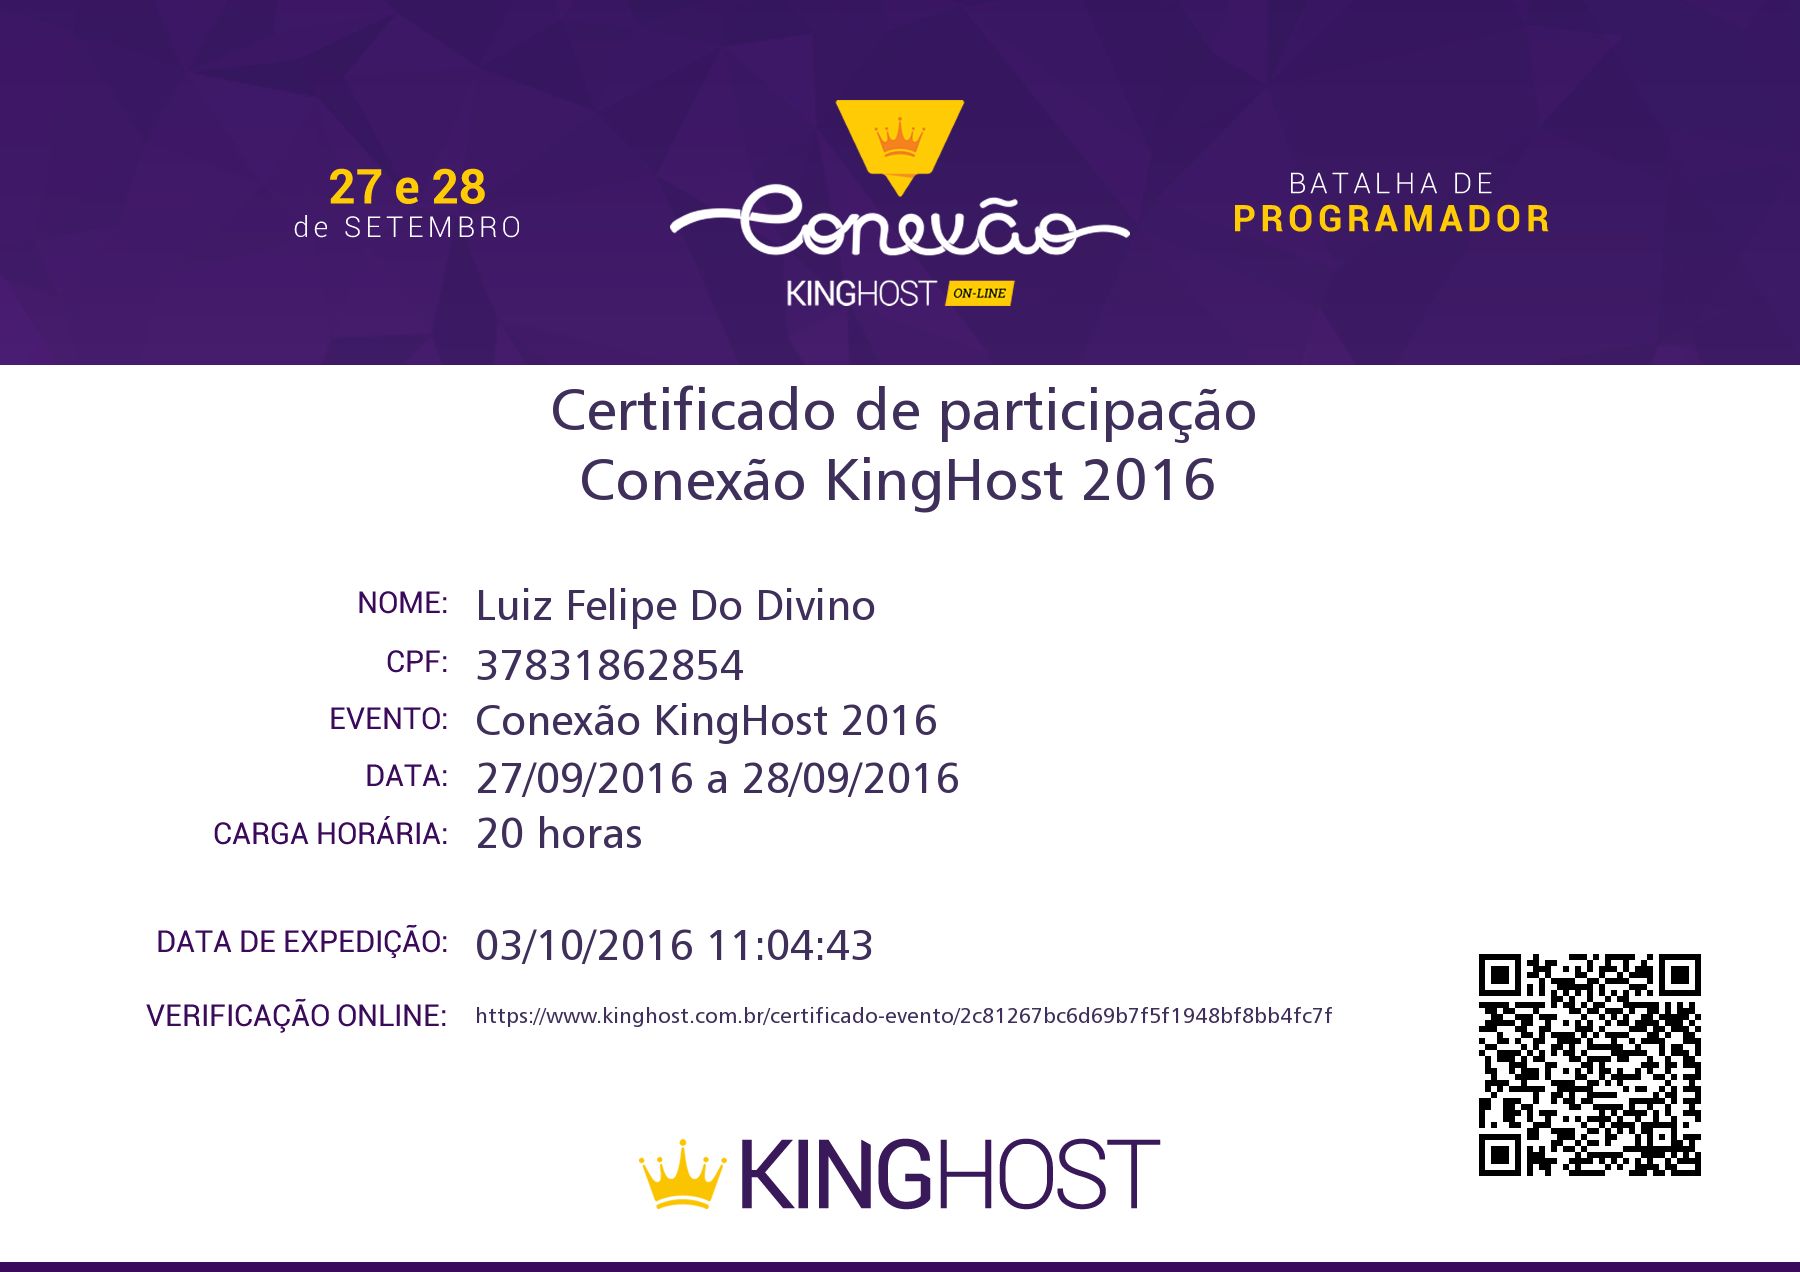 27 e 28
de SETEMBRO
Conexão
KINGHOST ON-LINE
BATALHA DE
PROGRAMADOR
Certificado de participação
Conexão KingHost 2016
NOME: Luiz Felipe Do Divino
CPF: 37831862854
EVENTO: Conexão KingHost 2016
DATA: 27/09/2016 a 28/09/2016
CARGA HORÁRIA: 20 horas
DATA DE EXPEDIÇÃO: 03/10/2016 11:04:43
VERIFICAÇÃO ONLINE: https://www.kinghost.com.br/certificado-evento/2c81267bc6d69b7f5f1948bf8bb4fc7f
KINGHOST